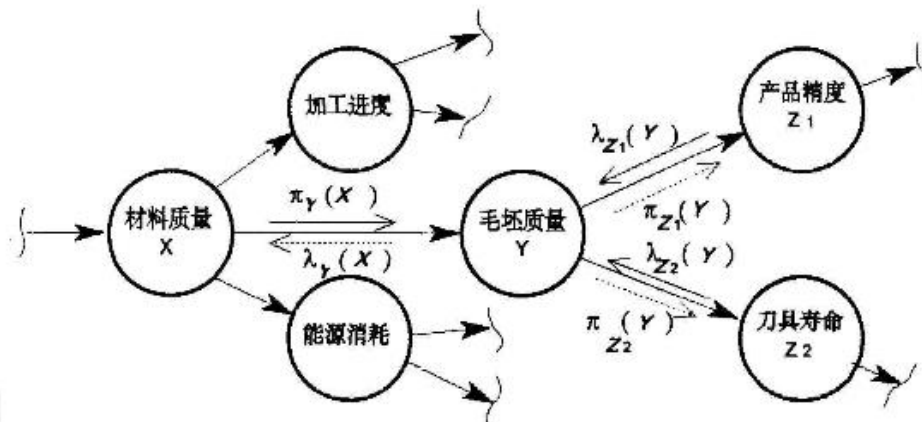 加工进度
产品精度
Z1
λZ1(Y)
材料质量
X
πY(X)
λY(X)
毛坯质量
Y
πZ1(Y)
λZ2(Y)
能源消耗
πZ2(Y)
刀具寿命
Z2